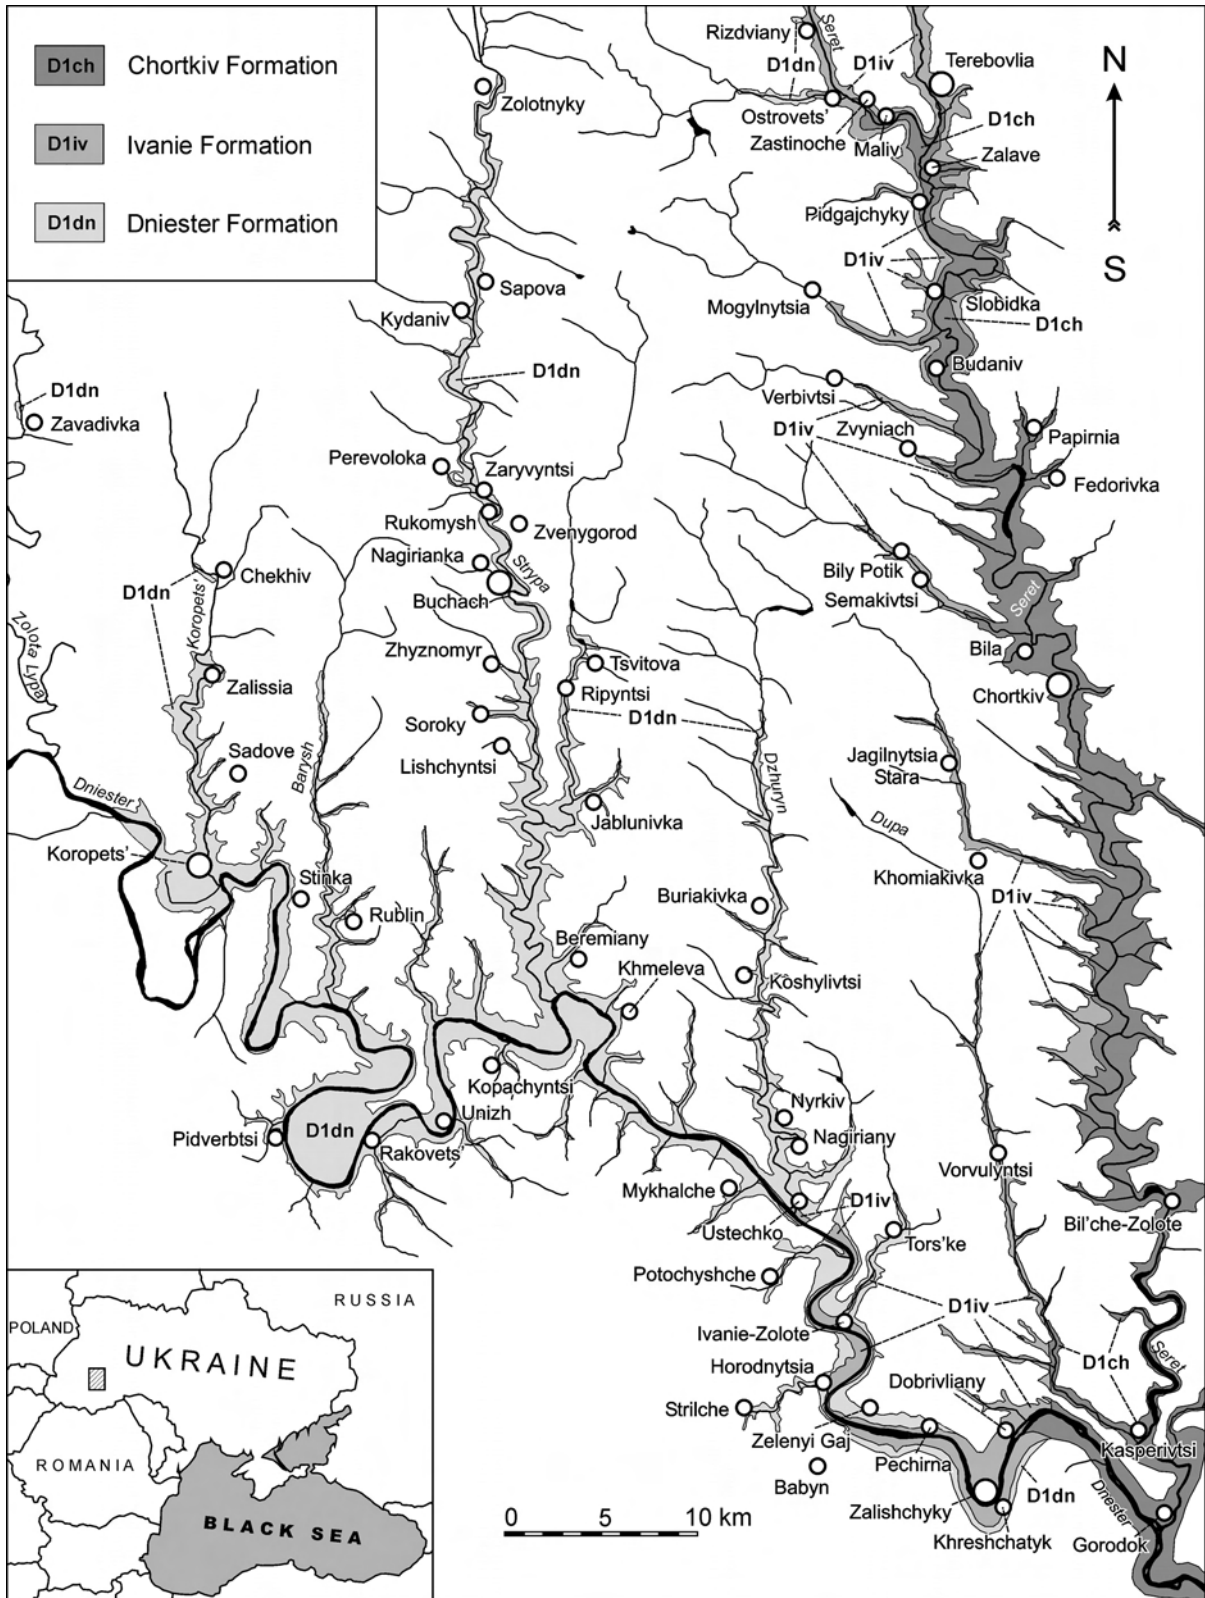 D1ch Chortkiv Formation
D1iv Ivanie Formation
D1dn Dniester Formation
Rizdviany
Seret
D1dn
D1iv
Terebovlia
N
Zolotnyky
Ostrovets'
Zastinoche
Maliv
D1ch
Zalave
Pidgajchyky
S
D1iv
Sapova
Mogylnytsia
Slobidka
Kydaniv
D1ch
D1dn
Budaniv
D1dn
Verbivtsi
Zavadivka
D1iv
Zvyniach
Papirnia
Perevoloka
Zaryvyntsi
Fedorivka
Rukomysh
Zvenygorod
Nagirianka
Strypa
Chekhiv
Bily Potik
D1dn
Buchach
Semakivtsi
Seret
Koropets
Zolota Lypa
Zhyznomyr
Tsvitova
Bila
Zalissia
Ripyntsi
Chortkiv
Soroky
D1dn
Sadove
Barysh
Lishchyntsi
Dzhuryn
Jagilnytsia
Stara
Dniester
Jablunivka
Dupa
Koropets'
Khomiakivka
Stinka
Buriakivka
D1iv
Rublin
Beremiany
Khmeleva
Koshylivtsi
Kopachyntsi
Nyrkiv
Unizh
Pidverbtsi
D1dn
Rakovets'
Nagiriany
Vorvulyntsi
Mykhalche
D1iv
Bil'che-Zolote
Ustechko
Tors'ke
Potochyshche
RUSSIA
D1iv
POLAND
Ivanie-Zolote
UKRAINE
D1ch
Seret
Horodnytsia
Dobrivliany
Strilche
Zelenyi Gaj
Kasperivtsi
ROMANIA
Pechirna
Babyn
D1dn
Dnester
Zalishchyky
BLACK SEA
0 5 10 km
Khreshchatyk
Gorodok